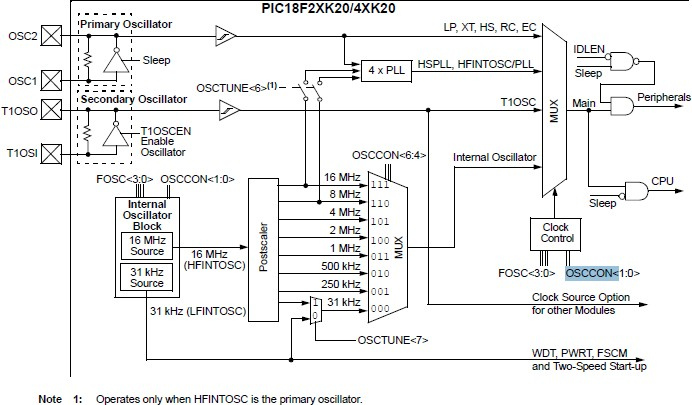 PIC18F2XK20/4XK20
Primary Oscillator
OSC2
Sleep
OSC1
Secondary Oscillator
T1OSO
T1OSCEN
Enable
Oscillator
T1OSI
LP, XT, HS, RC, EC
OSCTUNE<6>(1)
4 x PLL
HSPLL, HFINTOSC/PLL
T1OSC
MUX
IDLEN
Sleep
Main
Peripherals
CPU
Sleep
OSCCON<6:4>
Internal Oscillator
FOSC<3:0> OSCCON<1:0>
Internal
Oscillator
Block
16 MHz
Source
31 kHz
Source
16 MHz
(HFINTOSC)
31 kHz (LFINTOSC)
Postscaler
16 MHz
111
8 MHz
110
4 MHz
101
2 MHz
100
1 MHz
011
500 kHz
010
250 kHz
001
31 kHz
000
1
0
MUX
OSCTUNE<7>
Clock
Control
FOSC<3:0> OSCCON<1:0>
Clock Source Option
for other Modules
WDT, PWRT, FSCM
and Two-Speed Start-up
Note 1: Operates only when HFINTOSC is the primary oscillator.